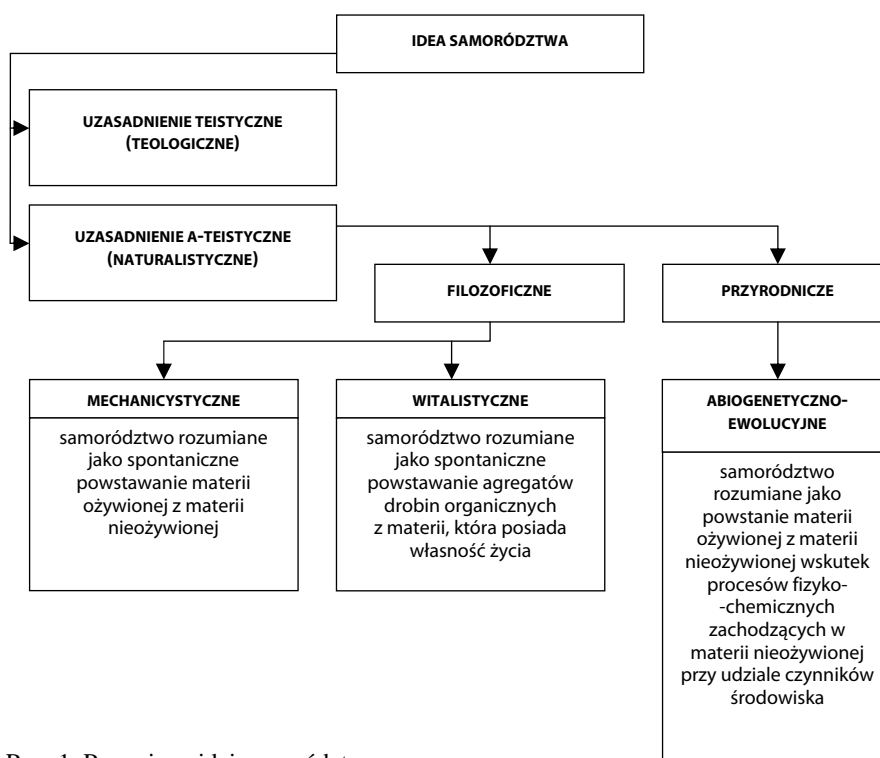 IDEA SAMORÓDZTWA
UZASADNIENIE TEISTYCZNE
(TEOLOGICZNE)
UZASADNIENIE A-TEISTYCZNE
(NATURALISTYCZNE)
FILOZOFICZNE
PRZYRODNICZE
MECHANICYSTYCZNE
samorództwo rozumiane
jako spontaniczne
powstawanie materii
ożywionej z materii
nieożywionej
WITALISTYCZNE
samorództwo rozumiane
jako spontaniczne
powstawanie agregatów
drobin organicznych
z materii, która posiada
własność życia
ABIOGENETYCZNO-
EWOLUCYJNE
samorództwo
rozumiane jako
powstanie materii
ożywionej z materii
nieożywionej wskutek
procesów fizyko-
-chemicznych
zachodzących w
materii nieożywionej
przy udziale czynników
środowiska